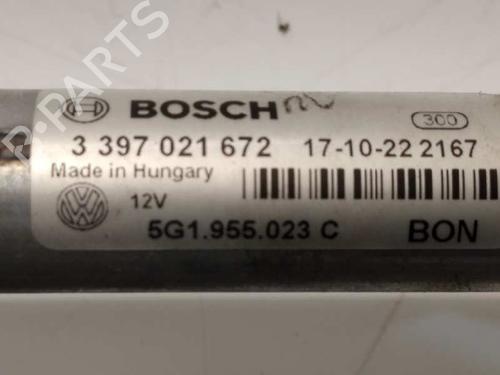 B-PARTS
BOSCH
300
3 397 021 672 17-10-22 2167
Made in Hungary
12V
5G1.955.023 C BON